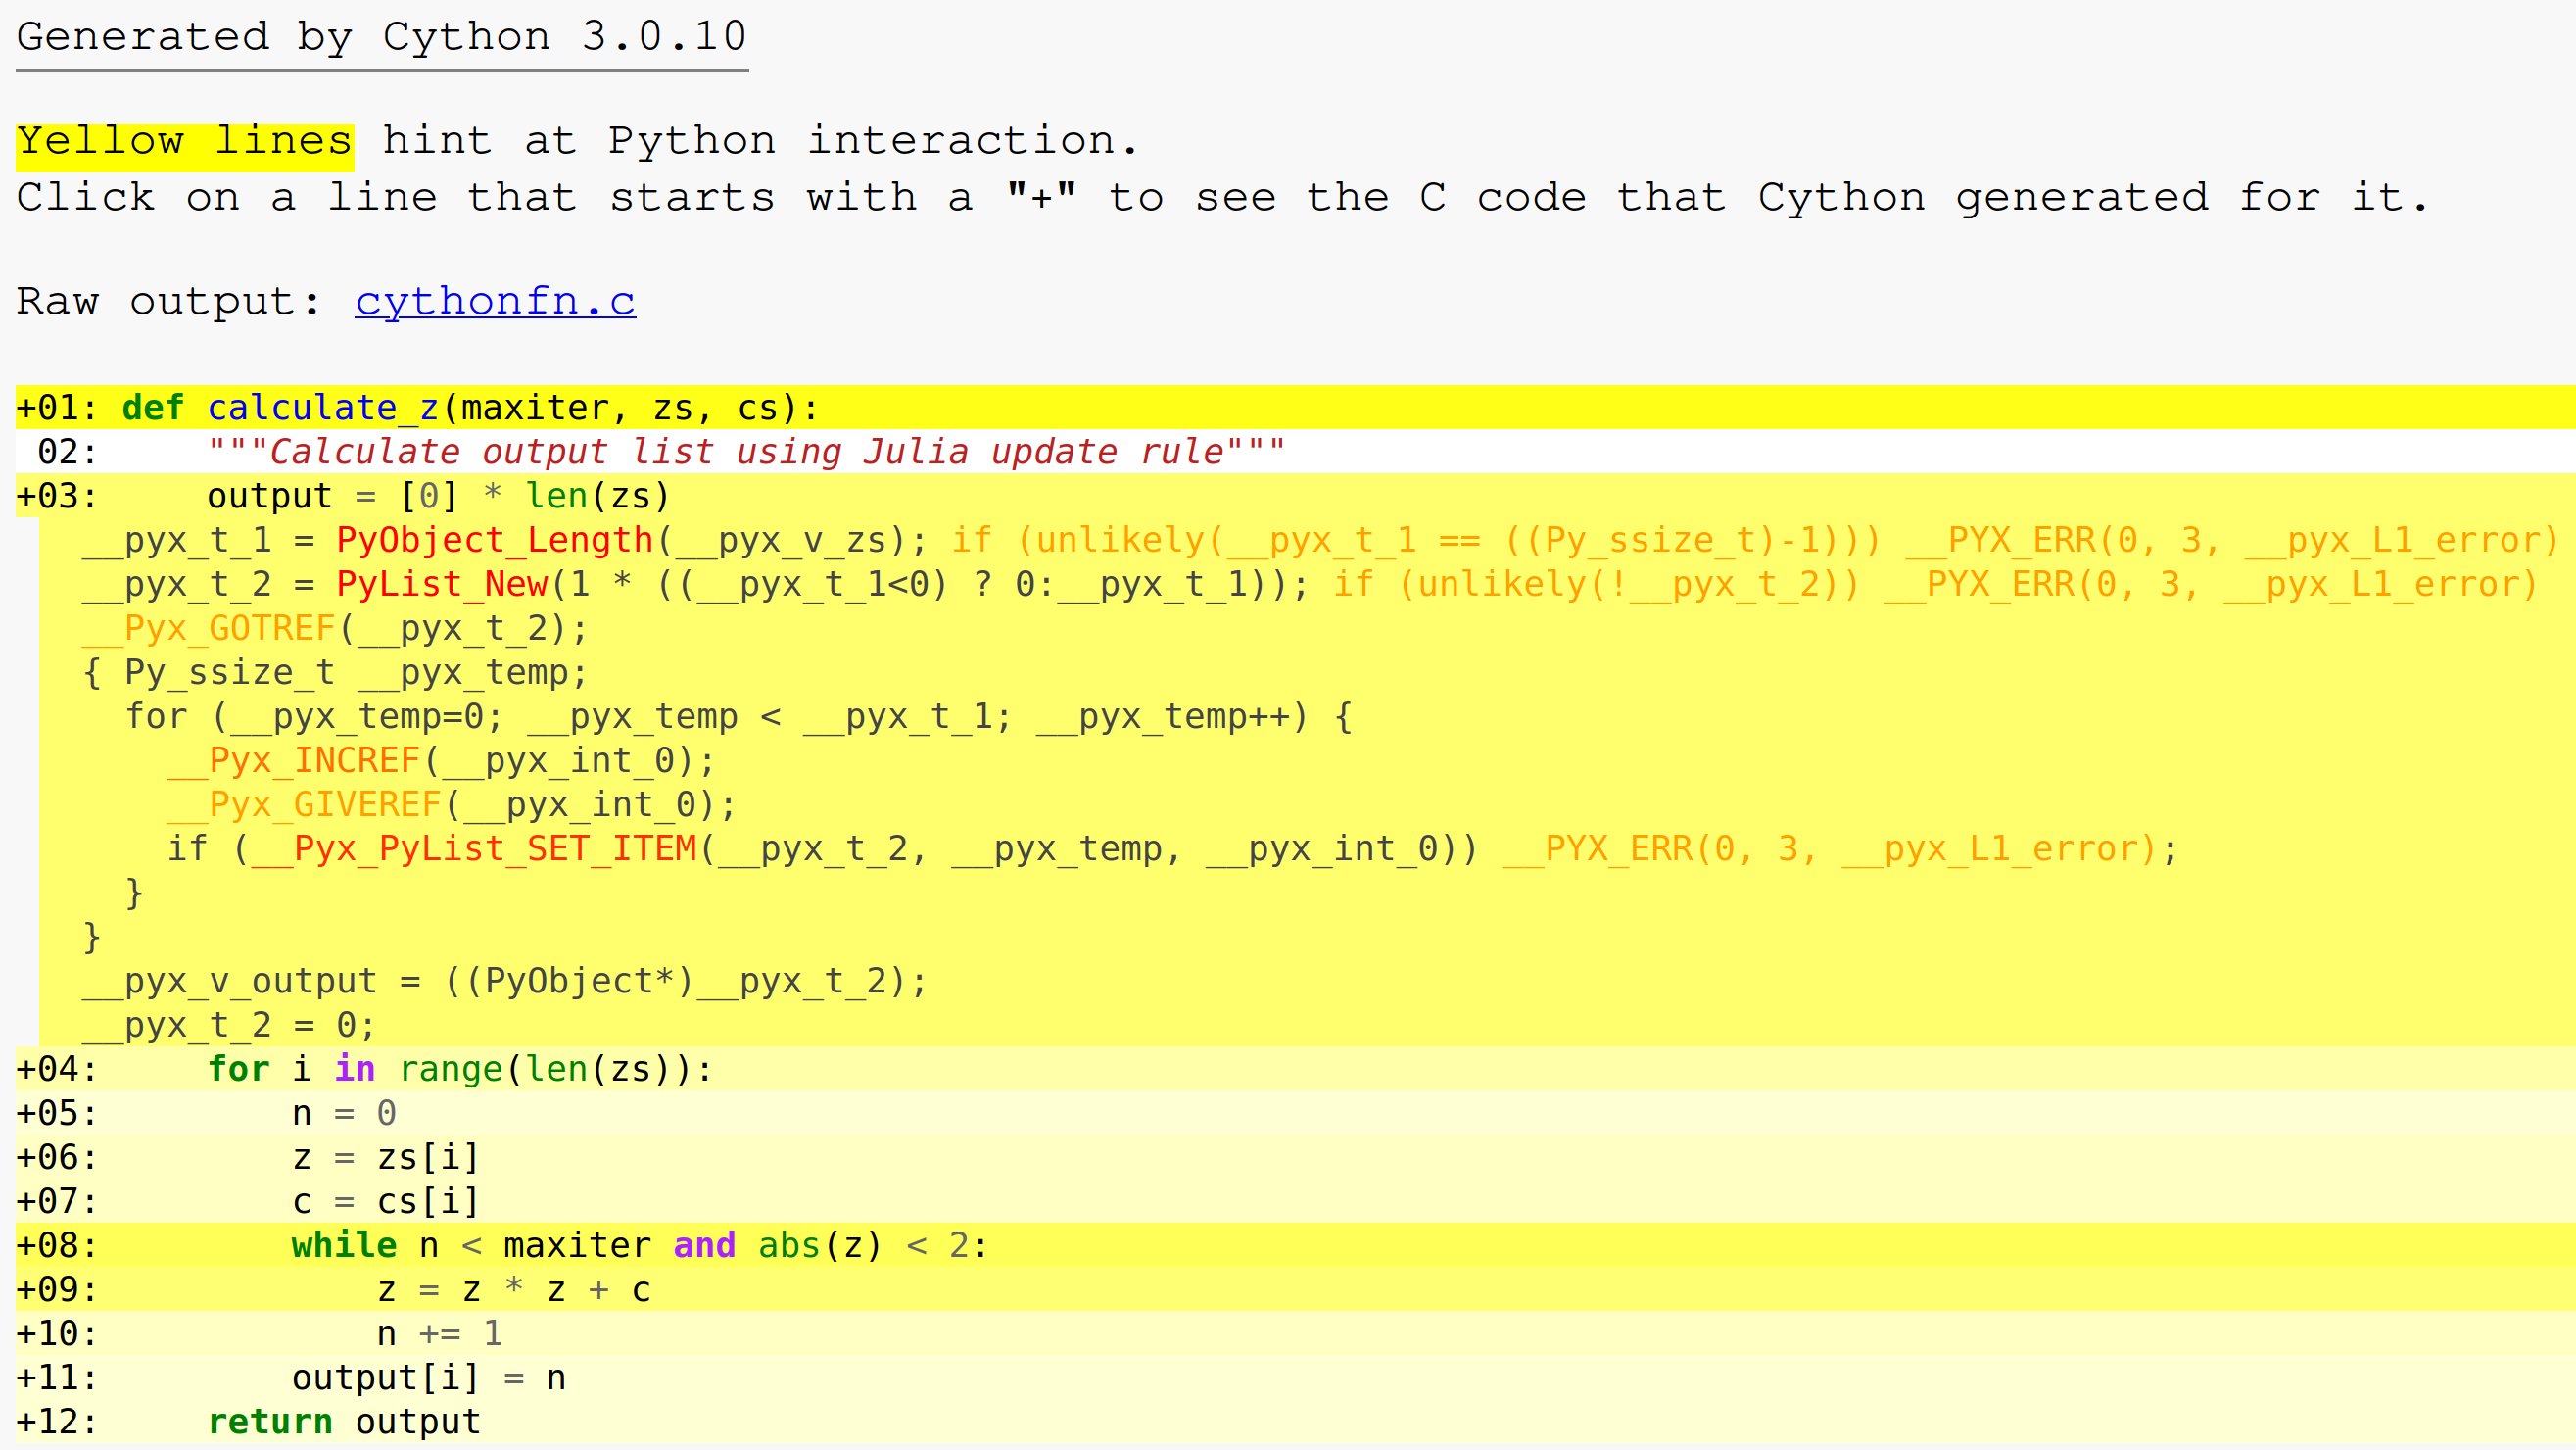 Generated by Cython 3.0.10
Yellow lines hint at Python interaction.
Click on a line that starts with a "+" to see the C code that Cython generated for it.
Raw output: cythonfn.c
+01: def calculate_z(maxiter, zs, cs):
 02:     """Calculate output list using Julia update rule"""
+03:     output = [0] * len(zs)
  __pyx_t_1 = PyObject_Length(__pyx_v_zs); if (unlikely(__pyx_t_1 == ((Py_ssize_t)-1))) __PYX_ERR(0, 3, __pyx_L1_error)
  __pyx_t_2 = PyList_New(1 * ((__pyx_t_1<0) ? 0:__pyx_t_1)); if (unlikely(!__pyx_t_2)) __PYX_ERR(0, 3, __pyx_L1_error)
  __Pyx_GOTREF(__pyx_t_2);
  { Py_ssize_t __pyx_temp;
    for (__pyx_temp=0; __pyx_temp < __pyx_t_1; __pyx_temp++) {
      __Pyx_INCREF(__pyx_int_0);
      __Pyx_GIVEREF(__pyx_int_0);
      if (__Pyx_PyList_SET_ITEM(__pyx_t_2, __pyx_temp, __pyx_int_0)) __PYX_ERR(0, 3, __pyx_L1_error);
    }
  }
  __pyx_v_output = ((PyObject*)__pyx_t_2);
  __pyx_t_2 = 0;
+04:     for i in range(len(zs)):
+05:         n = 0
+06:         z = zs[i]
+07:         c = cs[i]
+08:         while n < maxiter and abs(z) < 2:
+09:             z = z * z + c
+10:             n += 1
+11:         output[i] = n
+12:     return output